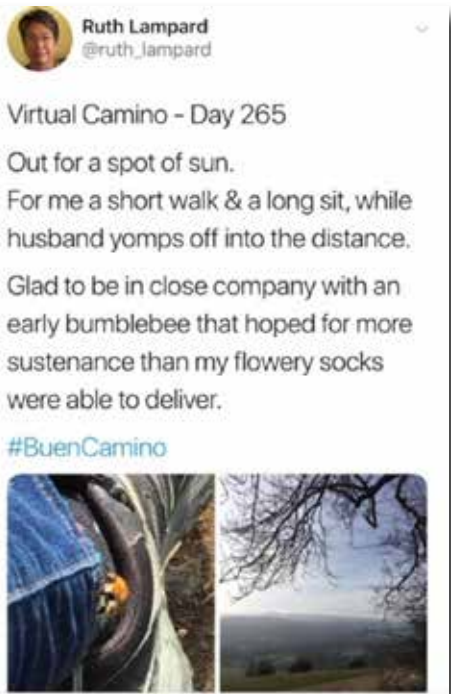 Ruth Lampard
@ruth_lampard
Virtual Camino - Day 265
Out for a spot of sun.
For me a short walk & a long sit, while
husband yomps off into the distance.
Glad to be in close company with an
early bumblebee that hoped for more
sustenance than my flowery socks
were able to deliver.
#BuenCamino